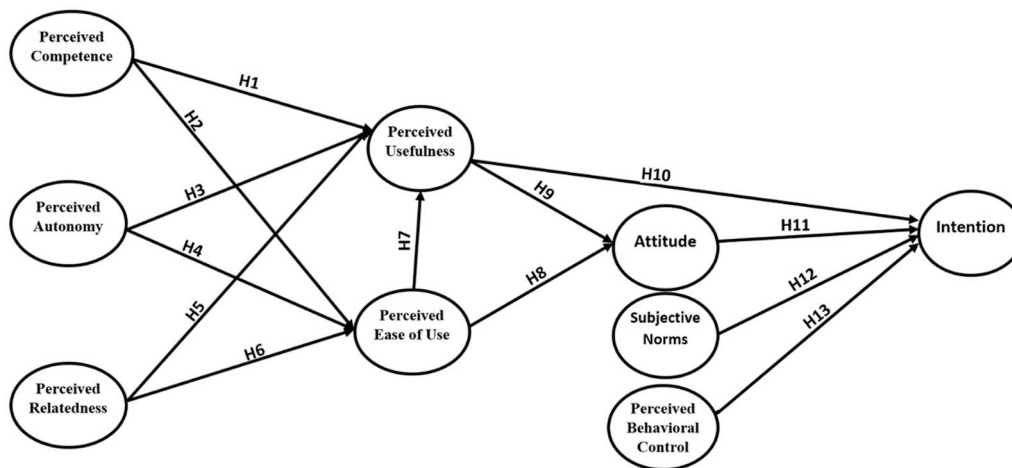 Perceived
Competence
H1
H2
Perceived
Usefulness
H3
Perceived
Autonomy
H4
H5
H6
Perceived
Relatedness
H7
Perceived
Ease of Use
H8
H9
H10
Attitude
H11
Intention
Subjective
Norms
H12
H13
Perceived
Behavioral
Control